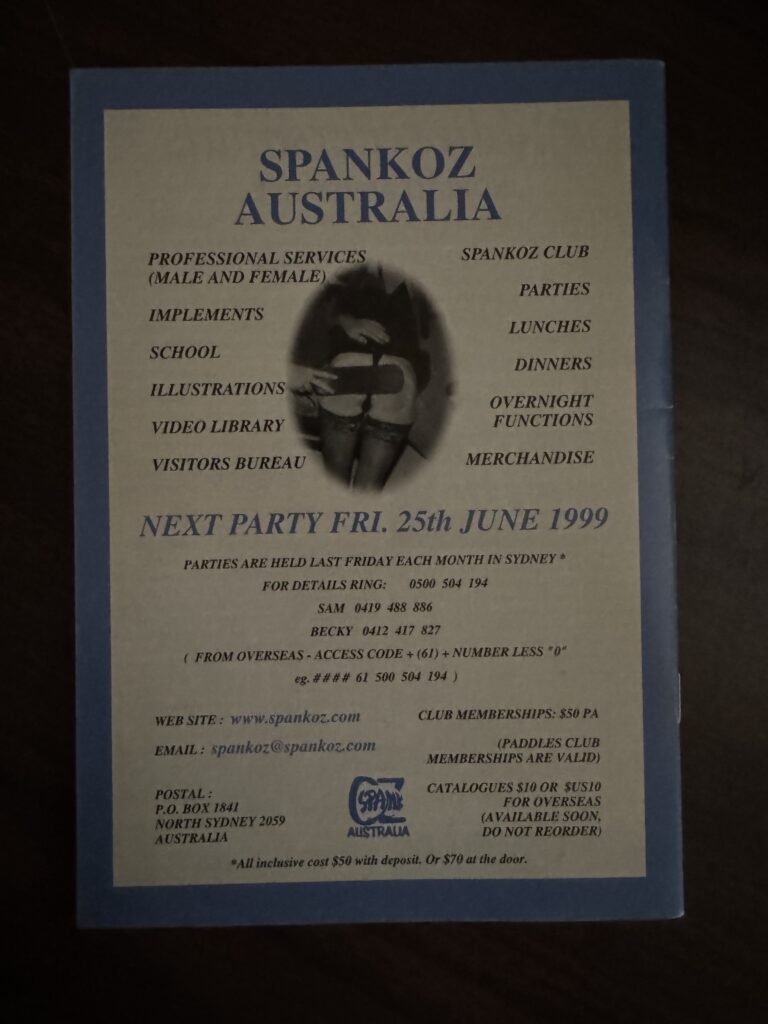 SPANKOZ
AUSTRALIA
PROFESSIONAL SERVICES
(MALE AND FEMALE)
IMPLEMENTS
SCHOOL
ILLUSTRATIONS
VIDEO LIBRARY
VISITORS BUREAU
SPANKOZ CLUB
PARTIES
LUNCHES
DINNERS
OVERNIGHT
FUNCTIONS
MERCHANDISE
NEXT PARTY FRI. 25th JUNE 1999
PARTIES ARE HELD LAST FRIDAY EACH MONTH IN SYDNEY *
FOR DETAILS RING: 0500 504 194
SAM 0419 488 886
BECKY 0412 417 827
( FROM OVERSEAS - ACCESS CODE + (61) + NUMBER LESS "0"
eg. # # # # 61 500 504 194 )
WEB SITE : www.spankoz.com
EMAIL : spankoz@spankoz.com
CLUB MEMBERSHIPS: $50 PA
(PADDLES CLUB
MEMBERSHIPS ARE VALID)
POSTAL :
P.O. BOX 1841
NORTH SYDNEY 2059
AUSTRALIA
SPANK
OZ
AUSTRALIA
CATALOGUES $10 OR $US10
FOR OVERSEAS
(AVAILABLE SOON,
DO NOT REORDER)
*All inclusive cost $50 with deposit. Or $70 at the door.